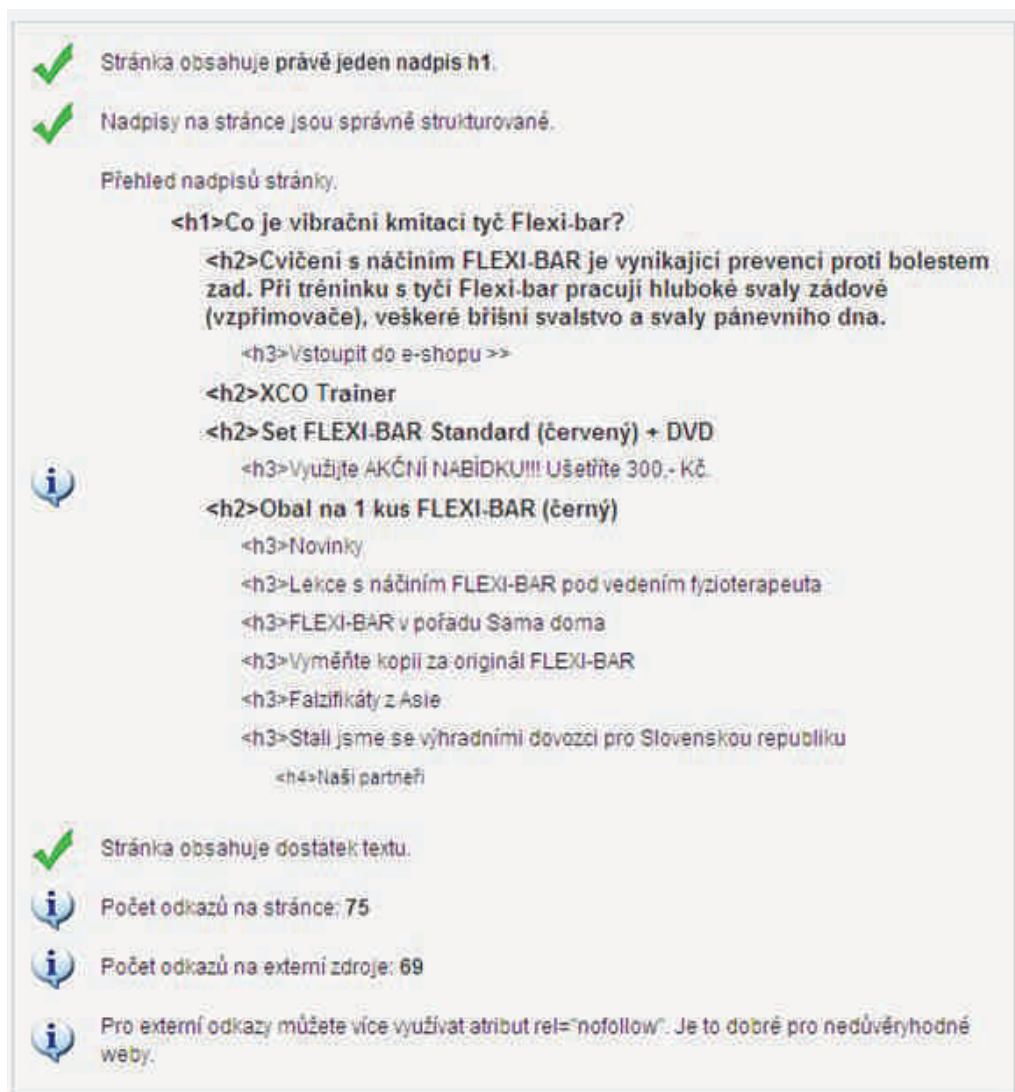 Stránka obsahuje právě jeden nadpis h1.
Nadpisy na stránce jsou správně strukturované.
Přehled nadpisů stránky.
<h1>Co je vibrační kmitací tyč Flexi-bar?
<h2>Cvičení s náčiním FLEXI-BAR je vynikající prevencí proti bolestem
zad. Při tréninku s tyčí Flexi-bar pracují hluboké svaly zádové
(vzpřimovače), veškeré břišní svalstvo a svaly pánevního dna.
<h3>Vstoupit do e-shopu >>
<h2>XCO Trainer
<h2>Set FLEXI-BAR Standard (červený) + DVD
<h3>Využijte AKČNÍ NABÍDKU!!! Ušetříte 300,- Kč.
<h2>Obal na 1 kus FLEXI-BAR (černý)
<h3>Novinky
<h3>Lekce s náčiním FLEXI-BAR pod vedením fyzioterapeuta
<h3>FLEXI-BAR v pořadu Sama doma
<h3>Vyměňte kopii za originál FLEXI-BAR
<h3>Falzifikáty z Asie
<h3>Stali jsme se výhradními dovozci pro Slovenskou republiku
<h4>Naši partneři
Stránka obsahuje dostatek textu.
Počet odkazů na stránce: 75
Počet odkazů na externí zdroje: 69
Pro externí odkazy můžete více využívat atribut rel="nofollow". Je to dobré pro nedůvěryhodné
weby.